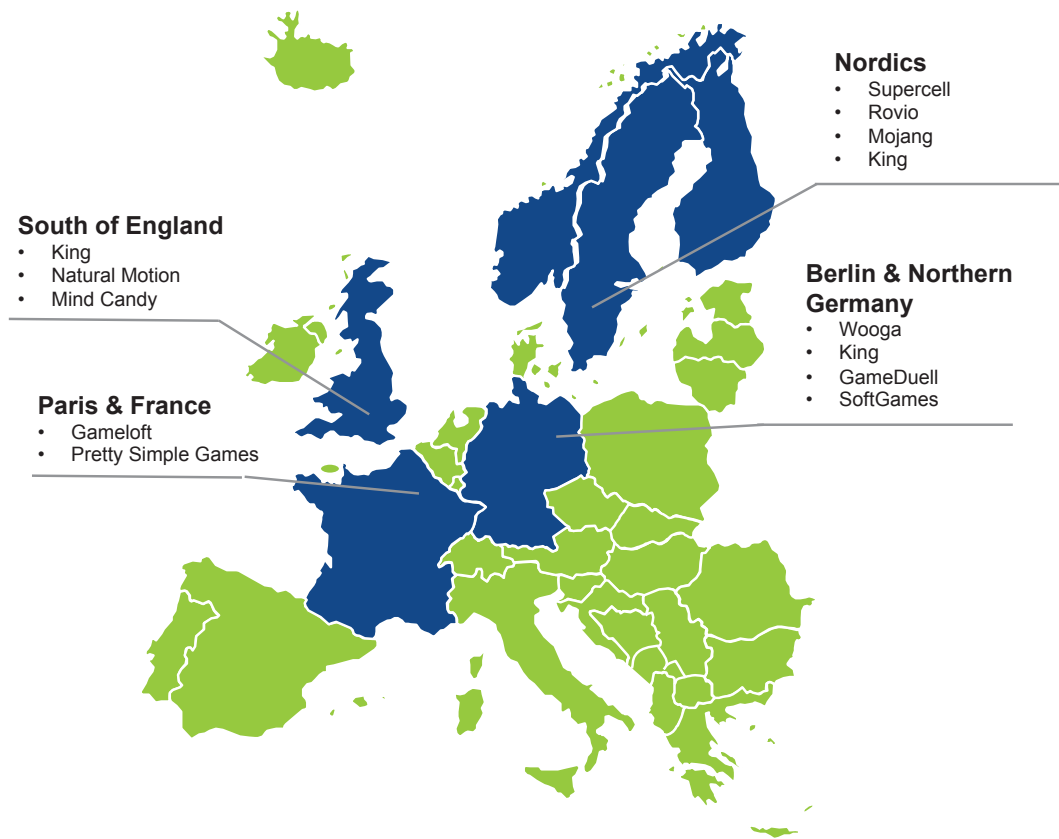 Nordics
• Supercell
• Rovio
• Mojang
• King
South of England
• King
• Natural Motion
• Mind Candy
Berlin & Northern
Germany
• Wooga
• King
• GameDuell
• SoftGames
Paris & France
• Gameloft
• Pretty Simple Games